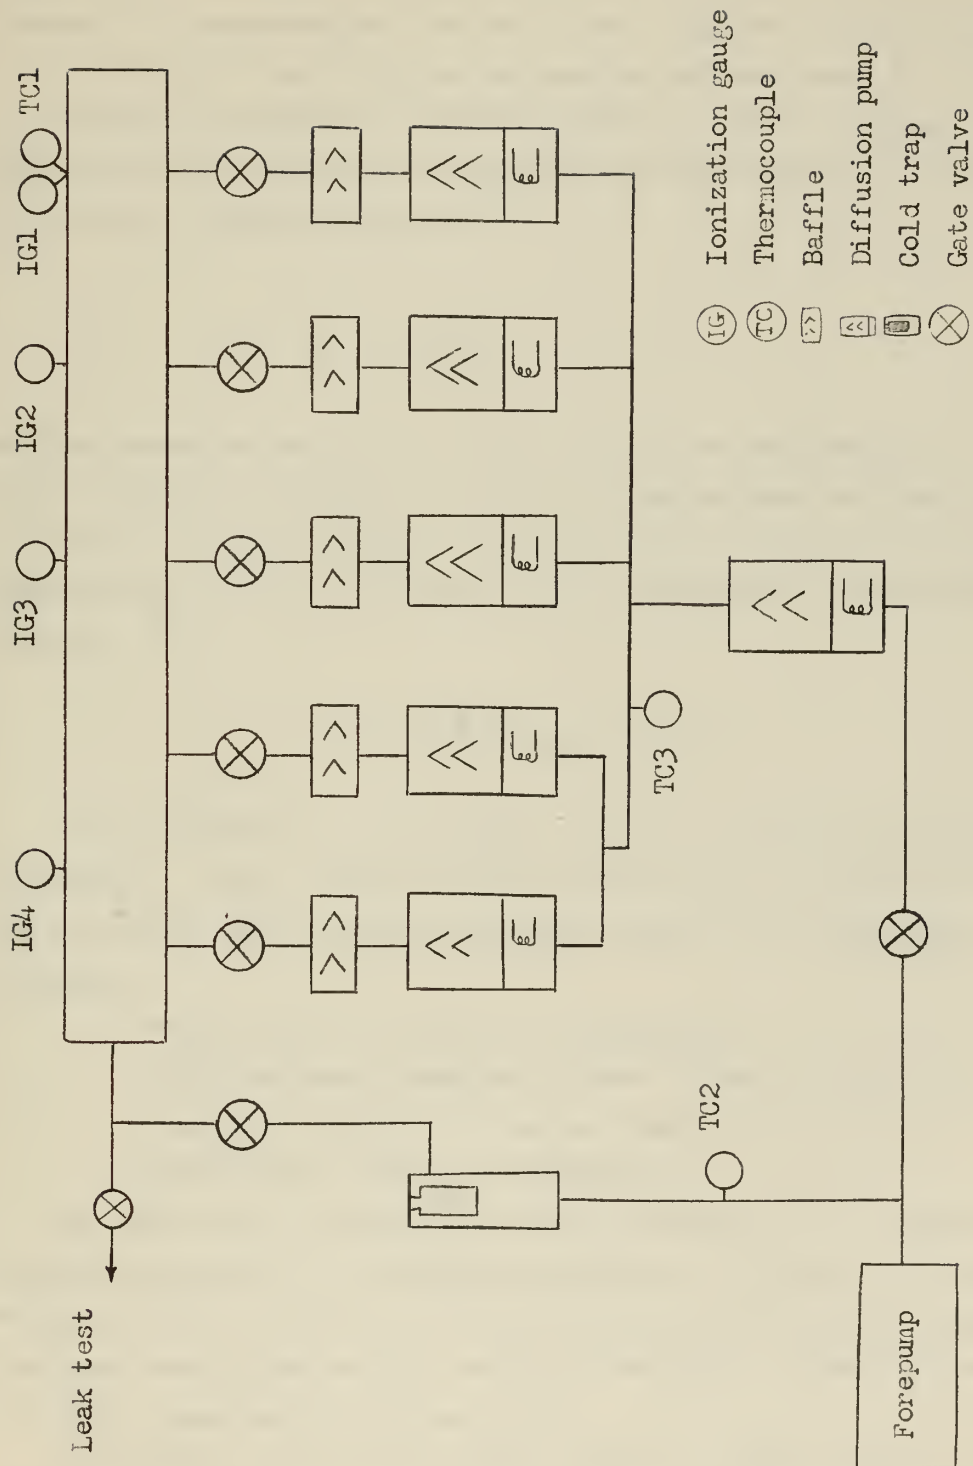 IG4
IG3
IG2
IG1
TC1
Leak test
TC2
TC3
Forepump
IG Ionization gauge
TC Thermocouple
Baffle
Diffusion pump
Cold trap
Gate valve